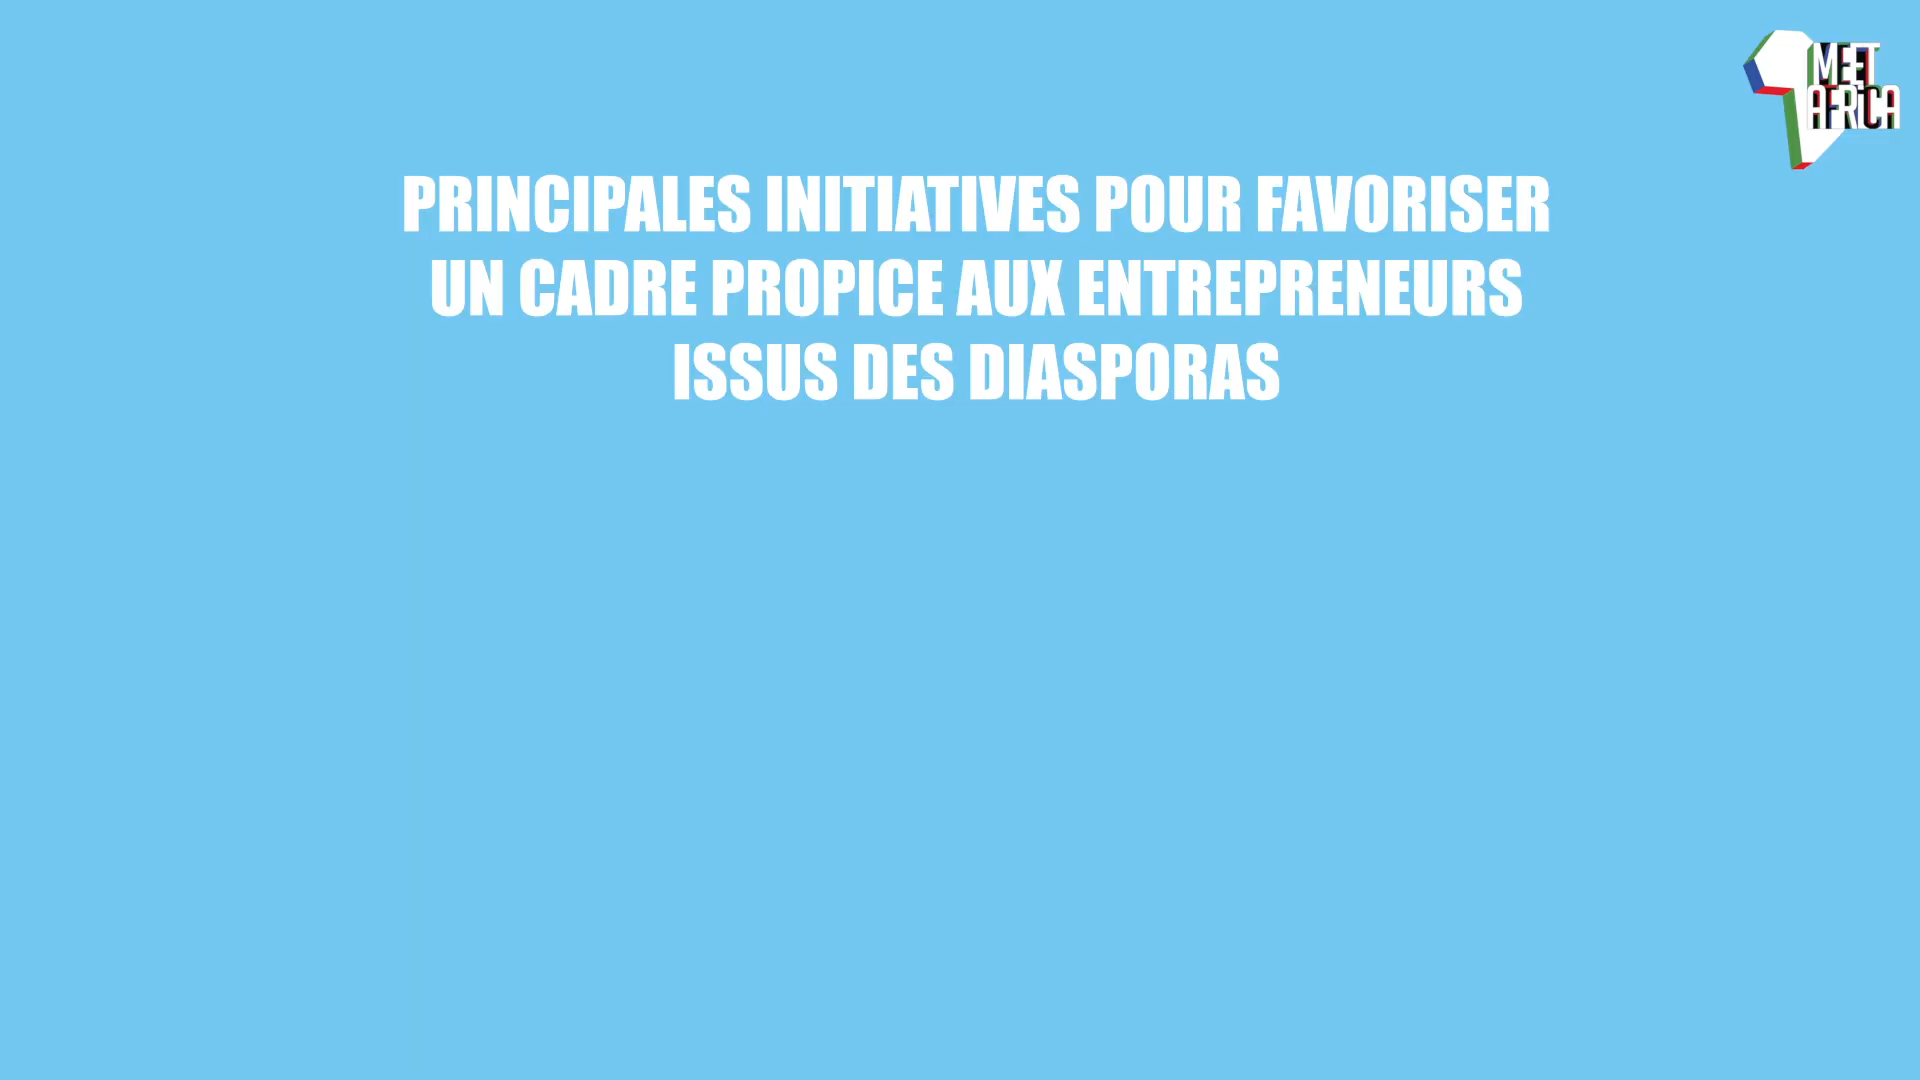 MEET
AFRICA
PRINCIPALES INITIATIVES POUR FAVORISER
UN CADRE PROPICE AUX ENTREPRENEURS
ISSUS DES DIASPORAS